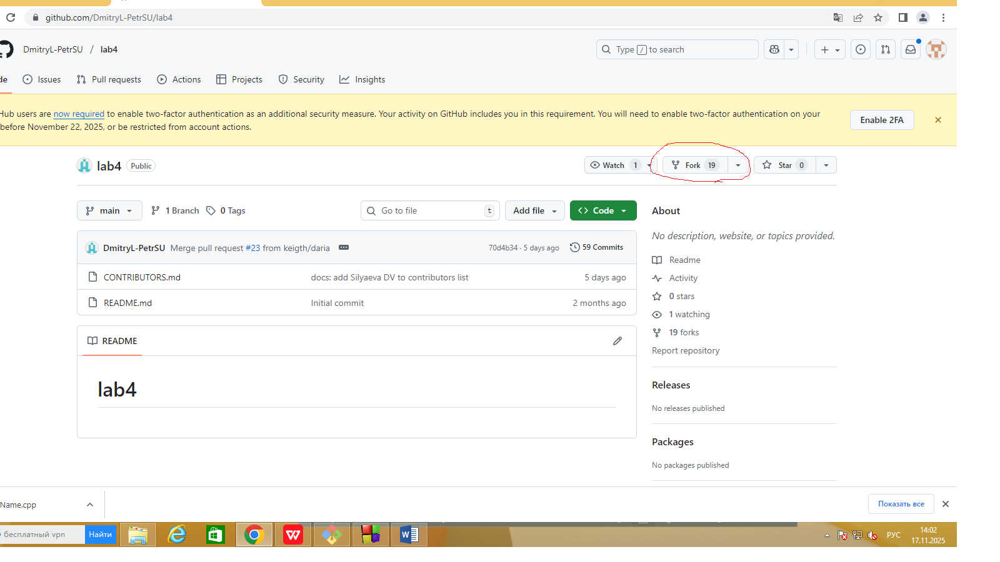 github.com/DmitryL-PetrSU/lab4
DmitryL-PetrSU / lab4
Type / to search
de Issues Pull requests Actions Projects Security Insights
Hub users are now required to enable two-factor authentication as an additional security measure. Your activity on GitHub includes you in this requirement. You will need to enable two-factor authentication on your
before November 22, 2025, or be restricted from account actions.
Enable 2FA
lab4 Public
Watch 1 Fork 19 Star 0
main 1 Branch 0 Tags
Go to file t Add file Code
DmitryL-PetrSU Merge pull request #23 from keigth/daria 70d4b34 · 5 days ago 59 Commits
CONTRIBUTORS.md docs: add Silyaeva DV to contributors list 5 days ago
README.md Initial commit 2 months ago
README
lab4
About
No description, website, or topics provided.
Readme
Activity
0 stars
1 watching
19 forks
Report repository
Releases
No releases published
Packages
No packages published
Name.cpp
Показать все
бесплатный vpn Найти
W
W
РУС
14:02
17.11.2025